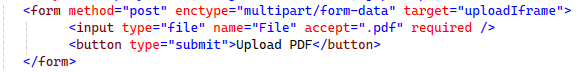 <form method="post" enctype="multipart/form-data" target="uploadIframe">
<input type="file" name="File" accept=".pdf" required />
<button type="submit">Upload PDF</button>
</form>